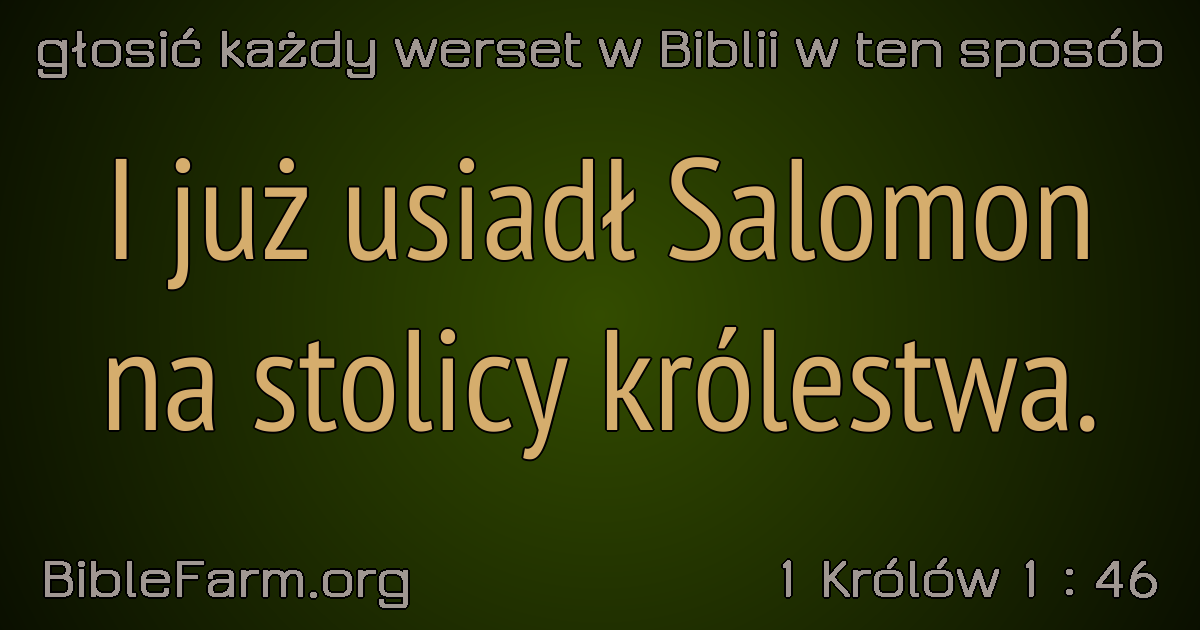 głosić każdy werset w Biblii w ten sposób
I już usiadł Salomon
na stolicy królestwa.
BibleFarm.org
1 Królów 1 : 46